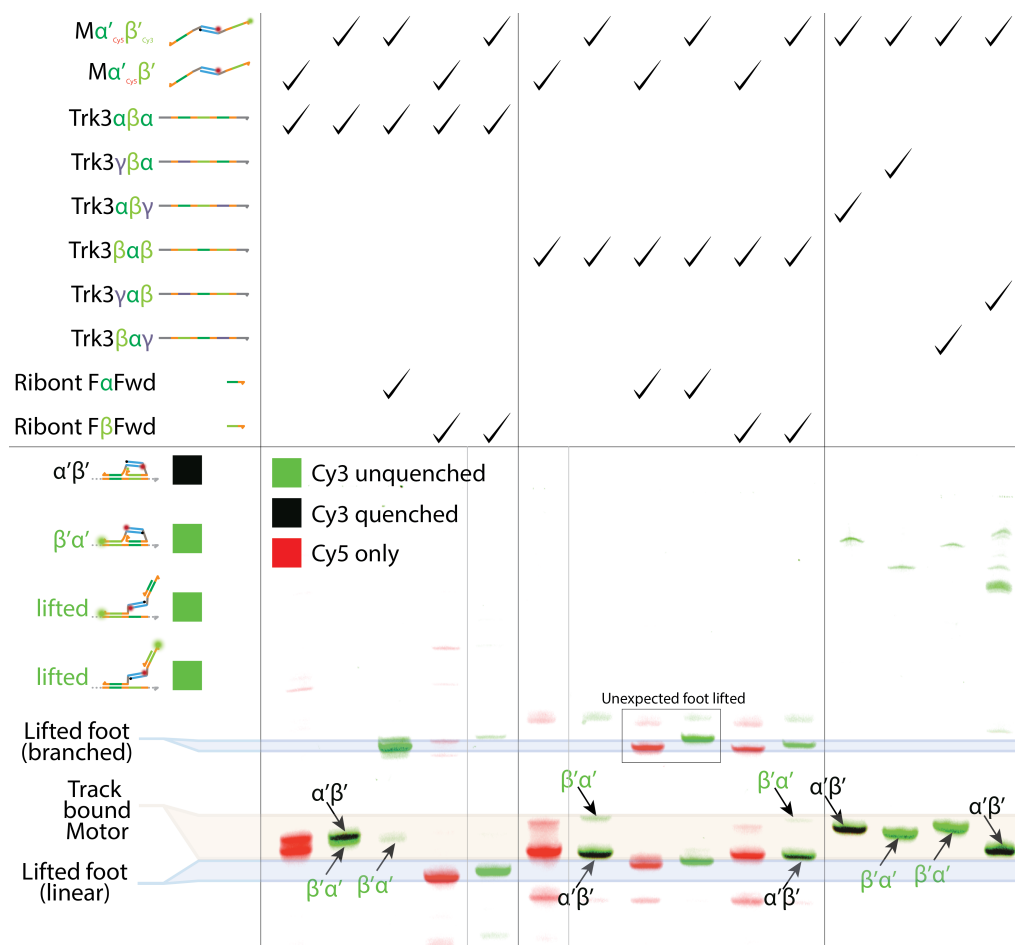 Mα′Cy5β′Cy3
Mα′Cy5β′
Trk3αβα
Trk3γβα
Trk3αβγ
Trk3βαβ
Trk3γαβ
Trk3βαγ
Ribont FαFwd
Ribont FβFwd
α′β′
Cy3 unquenched
Cy3 quenched
β′α′
Cy5 only
lifted
lifted
Unexpected foot lifted
Lifted foot
(branched)
Track
bound
Motor
α′β′
β′α′
β′α′
α′β′
α′β′
Lifted foot
(linear)
β′α′
β′α′
α′β′
α′β′
β′α′
β′α′